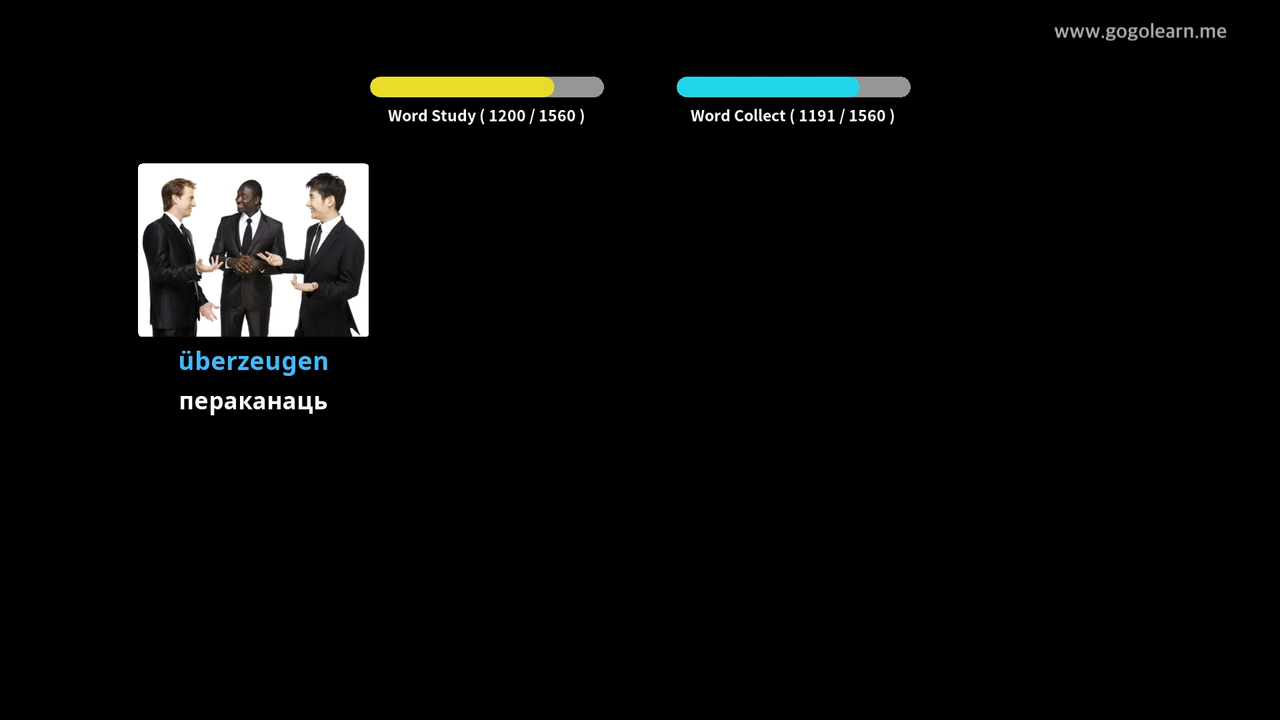 www.gogolearn.me
Word Study ( 1200 / 1560 )
Word Collect ( 1191 / 1560 )
überzeugen
пераканаць